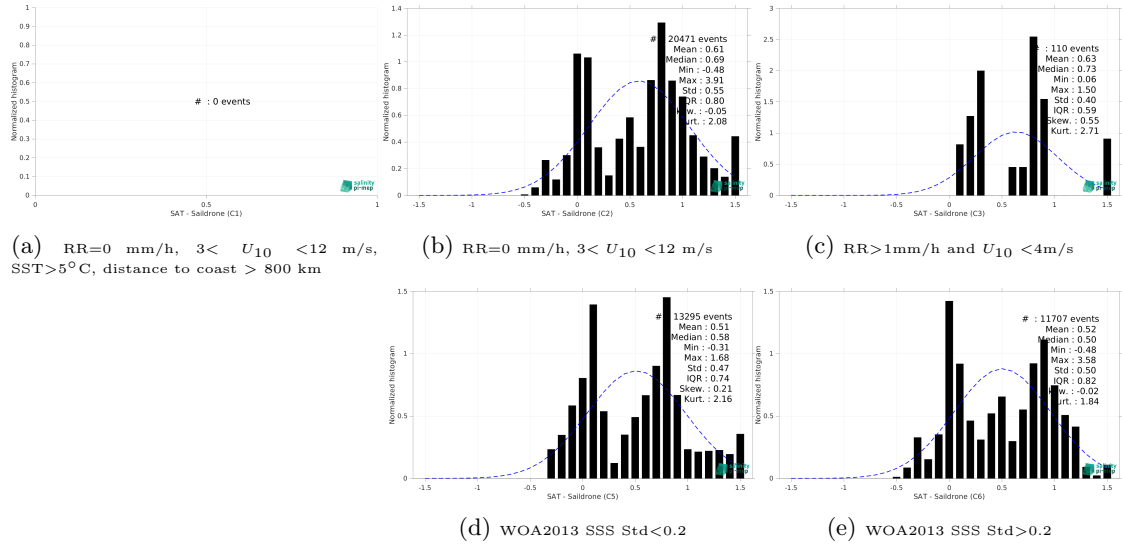 1
0.9
0.8
0.7
0.6
0.5
0.4
0.3
0.2
0.1
0
Normalized histogram
# : 0 events
0 0.5 1
SAT - Saildrone (C1)
salinity
pi-mep
(a) RR=0 mm/h, 3< U10 <12 m/s,
SST>5°C, distance to coast > 800 km
1.4
1.2
1
0.8
0.6
0.4
0.2
0
Normalized histogram
# : 20471 events
Mean : 0.61
Median : 0.69
Min : -0.48
Max : 3.91
Std : 0.55
IQR : 0.80
Skew. : -0.05
Kurt. : 2.08
-1.5 -1 -0.5 0 0.5 1 1.5
SAT - Saildrone (C2)
salinity
pi-mep
(b) RR=0 mm/h, 3< U10 <12 m/s
3
2.5
2
1.5
1
0.5
0
Normalized histogram
# : 110 events
Mean : 0.63
Median : 0.73
Min : 0.06
Max : 1.50
Std : 0.40
IQR : 0.59
Skew. : 0.55
Kurt. : 2.71
-1.5 -1 -0.5 0 0.5 1 1.5
SAT - Saildrone (C3)
salinity
pi-mep
(c) RR>1mm/h and U10 <4m/s
1.5
1
0.5
0
Normalized histogram
# : 13295 events
Mean : 0.51
Median : 0.58
Min : -0.31
Max : 1.68
Std : 0.47
IQR : 0.74
Skew. : 0.21
Kurt. : 2.16
-1.5 -1 -0.5 0 0.5 1 1.5
SAT - Saildrone (C5)
salinity
pi-mep
(d) WOA2013 SSS Std<0.2
1.5
1
0.5
0
Normalized histogram
# : 11707 events
Mean : 0.52
Median : 0.50
Min : -0.48
Max : 3.58
Std : 0.50
IQR : 0.82
Skew. : -0.02
Kurt. : 1.84
-1.5 -1 -0.5 0 0.5 1 1.5
SAT - Saildrone (C6)
salinity
pi-mep
(e) WOA2013 SSS Std>0.2